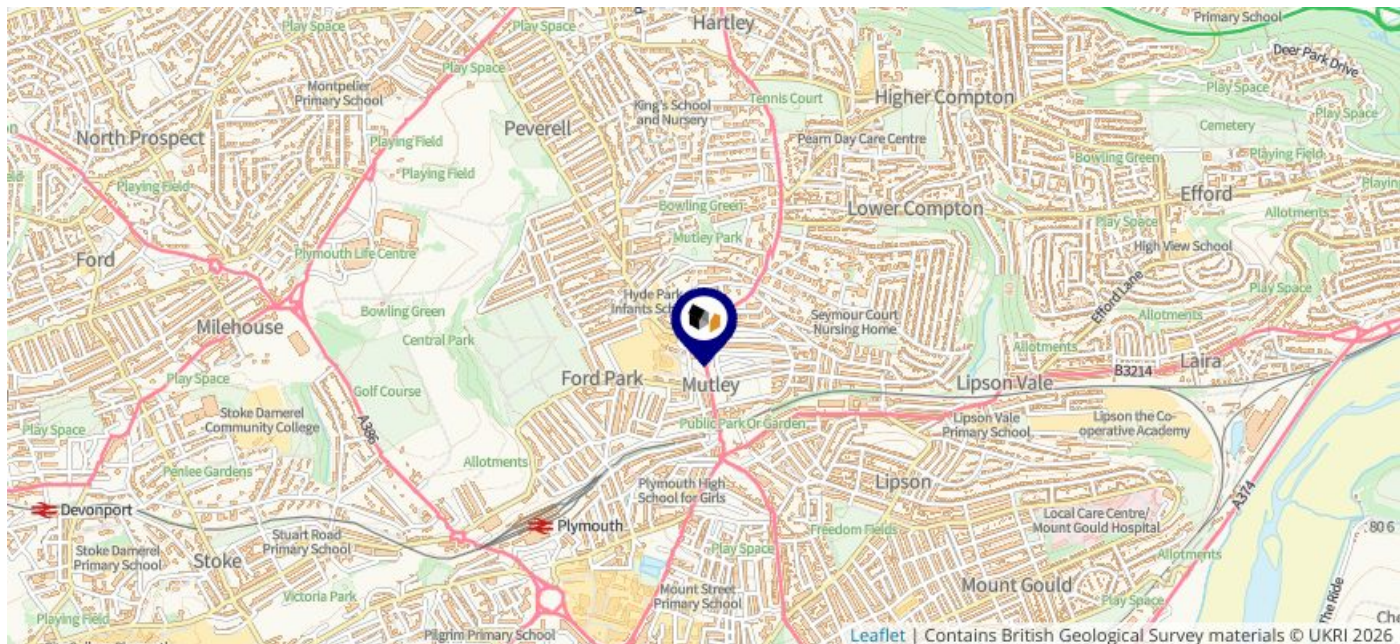 Hartley
Primary School
Play Space
Play Space
Deer Park Drive
Play Space
Montpelier
Primary School
Play Space
Tennis Court
Higher Compton
King's School
and Nursery
Play Space
Peverell
Cemetery
North Prospect
Playing Field
Pearn Day Care Centre
Bowling Green
Playing Field
Playing Field
Playing Field
Efford
Bowling Green
Lower Compton
Allotments
Play Space
Mutley Park
High View School
Plymouth Life Centre
Ford
Play Space
Hyde Park
Infants Sc
Efford Lane
Bowling Green
Seymour Court
Nursing Home
Allotments
Milehouse
Central Park
Allotments
Laira
B3214
Play Space
Ford Park
Mutley
Lipson Vale
Golf Course
Stoke Damerel
Community College
A386
Public Park Or Garden
Lipson Vale
Primary School
Lipson the Co-
operative Academy
Play Space
Allotments
Penlee Gardens
Plymouth High
School for Girls
Lipson
A374
Devonport
Plymouth
Freedom Fields
Local Care Centre/
Mount Gould Hospital
80 6
Stuart Road
Primary School
Stoke Damerel
Primary School
Stoke
Play Space
Allotments
Mount Gould
Victoria Park
Mount Street
Primary School
Play Space
The Ride
Playing Field
Pilgrim Primary School
Leaflet | Contains British Geological Survey materials © UKRI 202